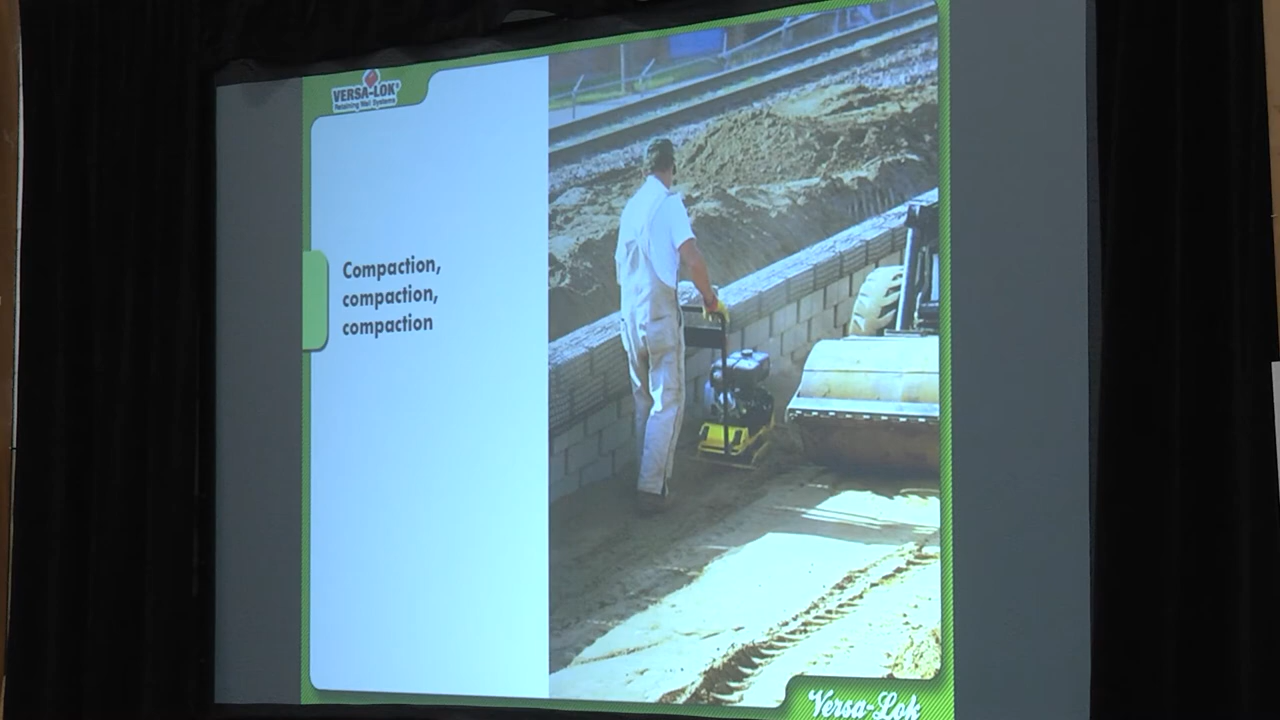 VERSA-LOK®
Retaining Wall Systems
Compaction,
compaction,
compaction
Versa-Lok